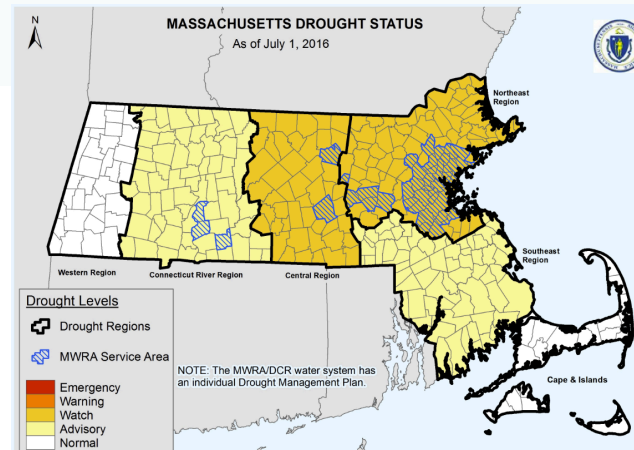 N
MASSACHUSETTS DROUGHT STATUS
As of July 1, 2016
Northeast
Region
Southeast
Region
Western Region
Connecticut River Region
Central Region
Cape & Islands
Drought Levels
Drought Regions
MWRA Service Area
NOTE: The MWRA/DCR water system has
an individual Drought Management Plan.
Emergency
Warning
Watch
Advisory
Normal